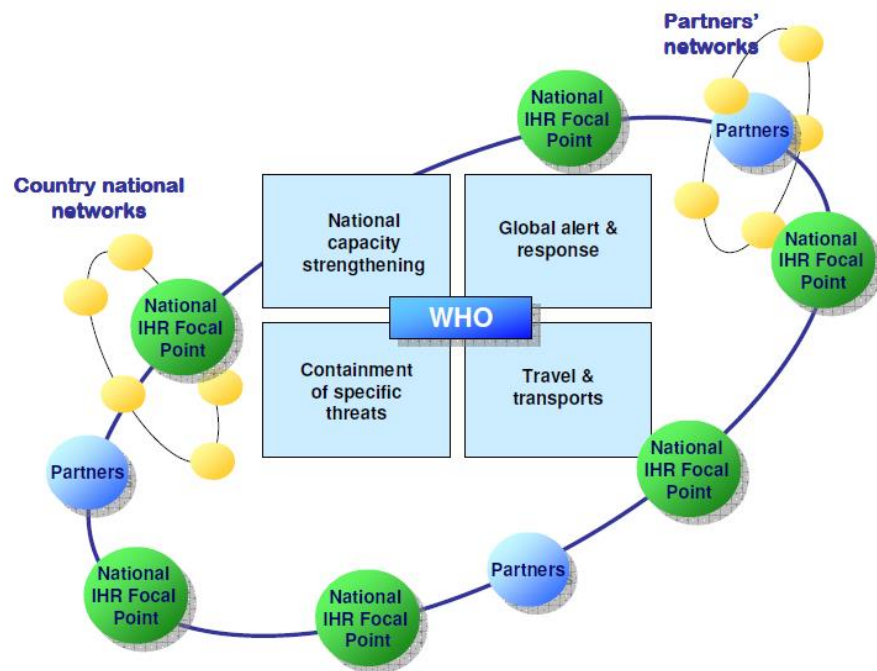 Partners'
networks
National
IHR Focal
Point
Partners
Country national
networks
National
capacity
strengthening
Global alert &
response
National
IHR Focal
Point
National
IHR Focal
Point
WHO
Containment
of specific
threats
Travel &
transports
National
IHR Focal
Point
Partners
Partners
National
IHR Focal
Point
National
IHR Focal
Point